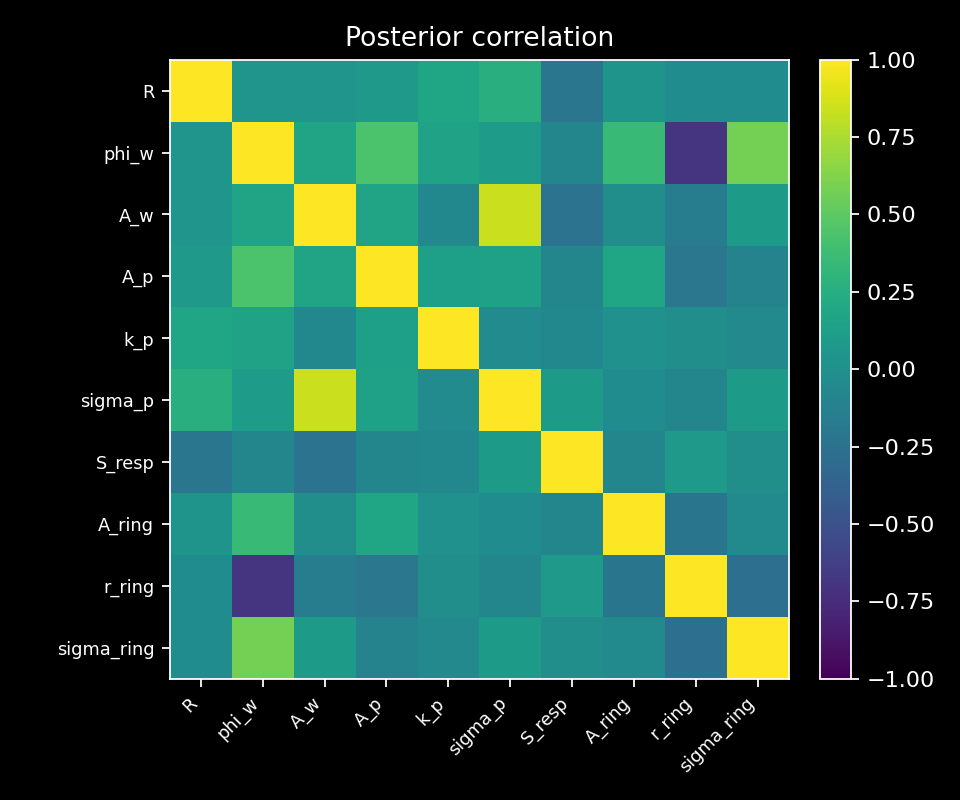 Posterior correlation
R
phi_w
A_w
A_p
k_p
sigma_p
S_resp
A_ring
r_ring
sigma_ring
R
phi_w
A_w
A_p
k_p
sigma_p
S_resp
A_ring
r_ring
sigma_ring
1.00
0.75
0.50
0.25
0.00
−0.25
−0.50
−0.75
−1.00